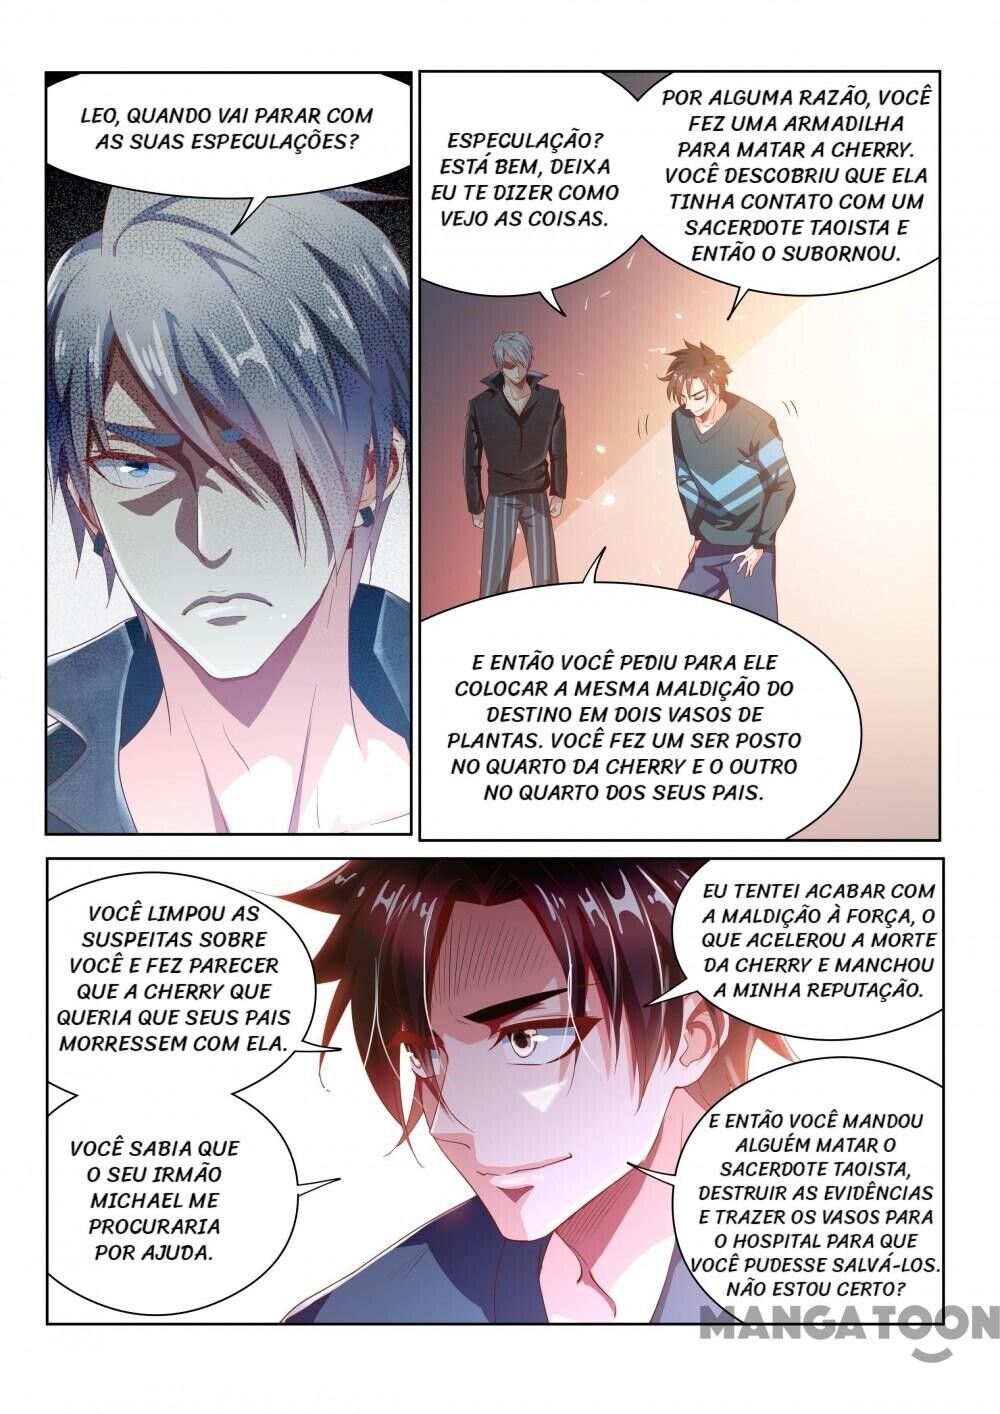 LEO, QUANDO VAI PARAR COM
AS SUAS ESPECULAÇÕES?
ESPECULAÇÃO?
ESTÁ BEM, DEIXA
EU TE DIZER COMO
VEJO AS COISAS.
POR ALGUMA RAZÃO, VOCÊ
FEZ UMA ARMADILHA
PARA MATAR A CHERRY.
VOCÊ DESCOBRIU QUE ELA
TINHA CONTATO COM UM
SACERDOTE TAOISTA E
ENTÃO O SUBORNOU.
E ENTÃO VOCÊ PEDIU PARA ELE
COLOCAR A MESMA MALDIÇÃO DO
DESTINO EM DOIS VASOS DE
PLANTAS. VOCÊ FEZ UM SER POSTO
NO QUARTO DA CHERRY E O OUTRO
NO QUARTO DOS SEUS PAIS.
VOCÊ LIMPOU AS
SUSPEITAS SOBRE
VOCÊ E FEZ PARECER
QUE A CHERRY QUE
QUERIA QUE SEUS PAIS
MORRESSEM COM ELA.
VOCÊ SABIA QUE
O SEU IRMÃO
MICHAEL ME
PROCURARIA
POR AJUDA.
EU TENTEI ACABAR COM
A MALDIÇÃO À FORÇA, O
QUE ACELEROU A MORTE
DA CHERRY E MANCHOU
A MINHA REPUTAÇÃO.
E ENTÃO VOCÊ MANDOU
ALGUÉM MATAR O
SACERDOTE TAOISTA,
DESTRUIR AS EVIDÊNCIAS
E TRAZER OS VASOS PARA
O HOSPITAL PARA QUE
VOCÊ PUDESSE SALVÁ-LOS.
NÃO ESTOU CERTO?
MANGATOON